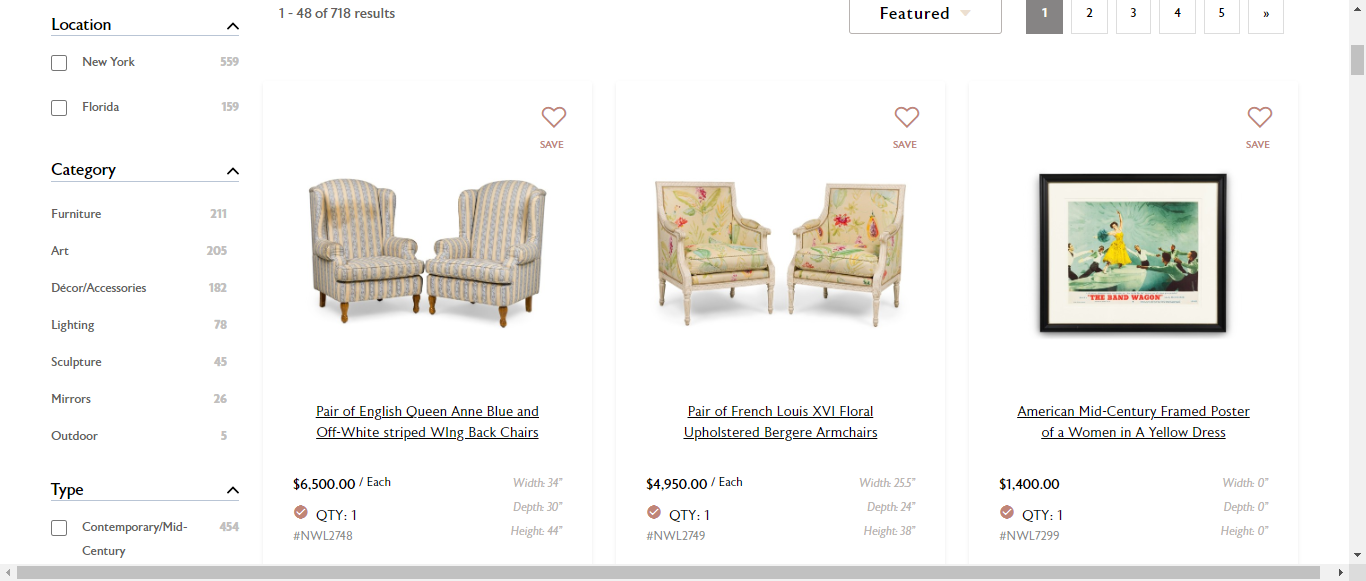 Location
New York 559
Florida 159
Category
Furniture 211
Art 205
Décor/Accessories 182
Lighting 78
Sculpture 45
Mirrors 26
Outdoor 5
Type
Contemporary/Mid- 454
Century
1 - 48 of 718 results
Featured
1 2 3 4 5 »
SAVE
Pair of English Queen Anne Blue and
Off-White striped WIng Back Chairs
$6,500.00 / Each
Width: 34"
QTY: 1
Depth: 30"
#NWL2748
Height: 44"
SAVE
Pair of French Louis XVI Floral
Upholstered Bergere Armchairs
$4,950.00 / Each
Width: 25.5"
QTY: 1
Depth: 24"
#NWL2749
Height: 38"
SAVE
"THE BAND WAGON"
American Mid-Century Framed Poster
of a Women in A Yellow Dress
$1,400.00
Width: 0"
QTY: 1
Depth: 0"
#NWL7299
Height: 0"